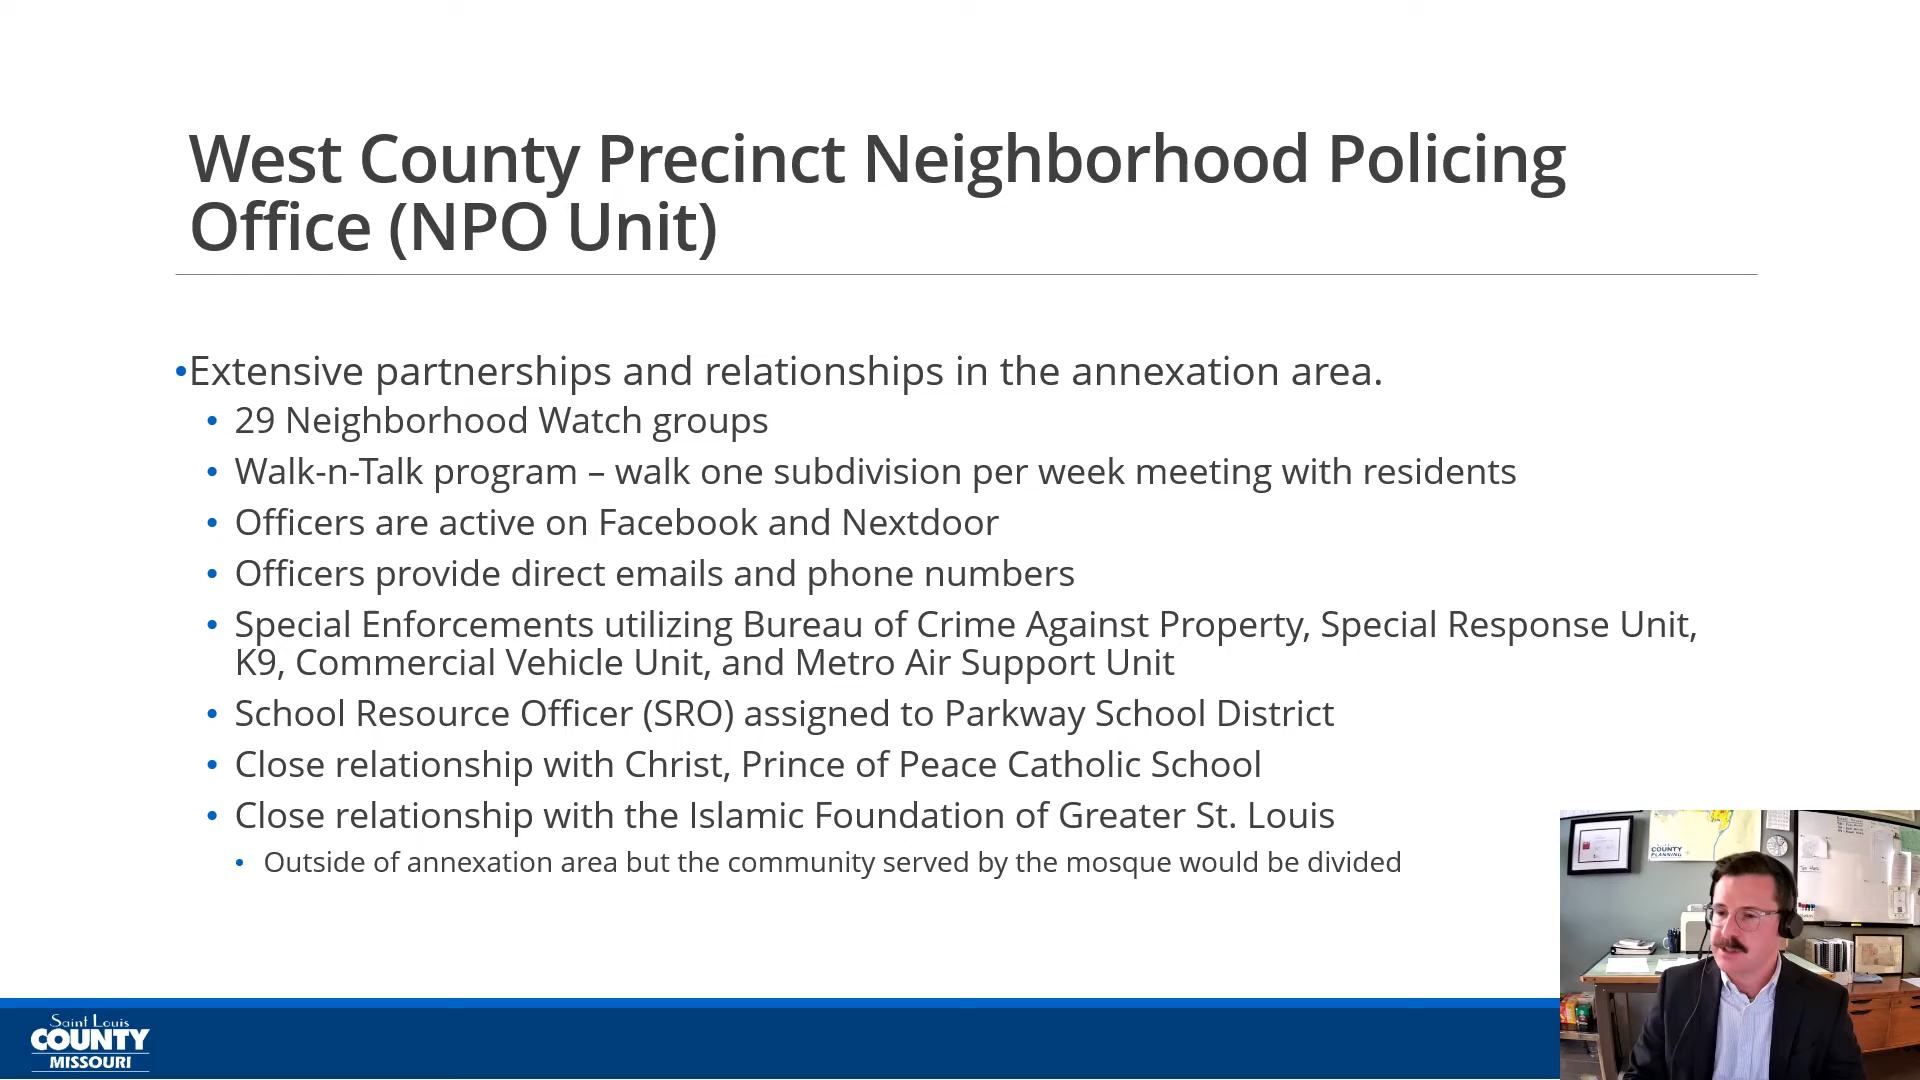 West County Precinct Neighborhood Policing
Office (NPO Unit)
•Extensive partnerships and relationships in the annexation area.
• 29 Neighborhood Watch groups
• Walk-n-Talk program – walk one subdivision per week meeting with residents
• Officers are active on Facebook and Nextdoor
• Officers provide direct emails and phone numbers
• Special Enforcements utilizing Bureau of Crime Against Property, Special Response Unit,
K9, Commercial Vehicle Unit, and Metro Air Support Unit
• School Resource Officer (SRO) assigned to Parkway School District
• Close relationship with Christ, Prince of Peace Catholic School
• Close relationship with the Islamic Foundation of Greater St. Louis
• Outside of annexation area but the community served by the mosque would be divided
COUNTY
PLANNING
Saint Louis
COUNTY
MISSOURI